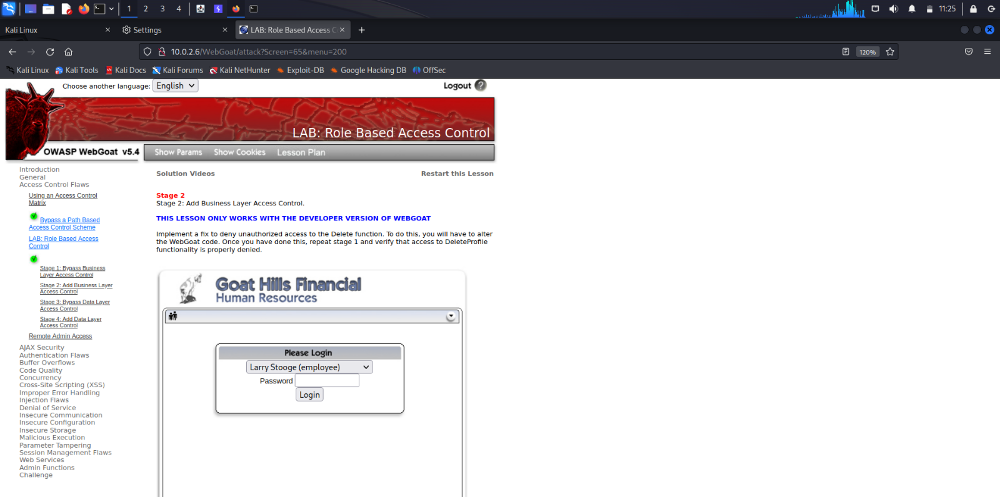 1 2 3 4 11:25
Kali Linux Settings LAB: Role Based Access C
10.0.2.6/WebGoat/attack?Screen=65&menu=200 120%
Kali Linux Kali Tools Kali Docs Kali Forums Kali NetHunter Exploit-DB Google Hacking DB OffSec
Choose another language: English Logout ?
LAB: Role Based Access Control
OWASP WebGoat v5.4 Show Params Show Cookies Lesson Plan
Introduction
General
Access Control Flaws
Using an Access Control
Matrix
Bypass a Path Based
Access Control Scheme
LAB: Role Based Access
Control
Stage 1: Bypass Business
Layer Access Control
Stage 2: Add Business Layer
Access Control
Stage 3: Bypass Data Layer
Access Control
Stage 4: Add Data Layer
Access Control
Remote Admin Access
AJAX Security
Authentication Flaws
Buffer Overflows
Code Quality
Concurrency
Cross-Site Scripting (XSS)
Improper Error Handling
Injection Flaws
Denial of Service
Insecure Communication
Insecure Configuration
Insecure Storage
Malicious Execution
Parameter Tampering
Session Management Flaws
Web Services
Admin Functions
Challenge
Solution Videos Restart this Lesson
Stage 2
Stage 2: Add Business Layer Access Control.
THIS LESSON ONLY WORKS WITH THE DEVELOPER VERSION OF WEBGOAT
Implement a fix to deny unauthorized access to the Delete function. To do this, you will have to alter
the WebGoat code. Once you have done this, repeat stage 1 and verify that access to DeleteProfile
functionality is properly denied.
Goat Hills Financial
Human Resources
Please Login
Larry Stooge (employee)
Password
Login